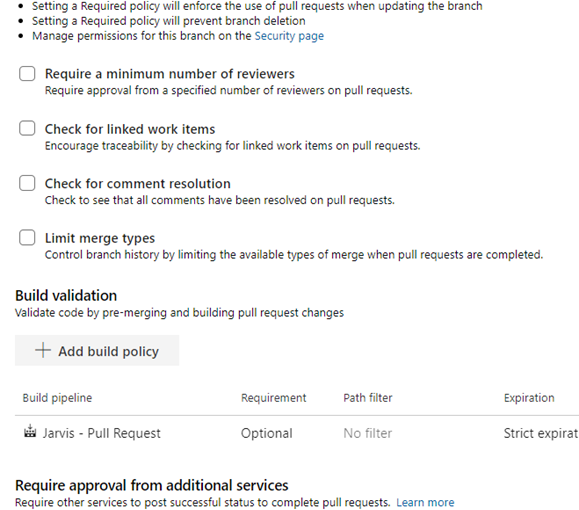 Setting a Required policy will enforce the use of pull requests when updating the branch
Setting a Required policy will prevent branch deletion
Manage permissions for this branch on the Security page
Require a minimum number of reviewers
Require approval from a specified number of reviewers on pull requests.
Check for linked work items
Encourage traceability by checking for linked work items on pull requests.
Check for comment resolution
Check to see that all comments have been resolved on pull requests.
Limit merge types
Control branch history by limiting the available types of merge when pull requests are completed.
Build validation
Validate code by pre-merging and building pull request changes
Add build policy
Build pipeline Requirement Path filter Expiration
Jarvis - Pull Request Optional No filter Strict expirat
Require approval from additional services
Require other services to post successful status to complete pull requests. Learn more